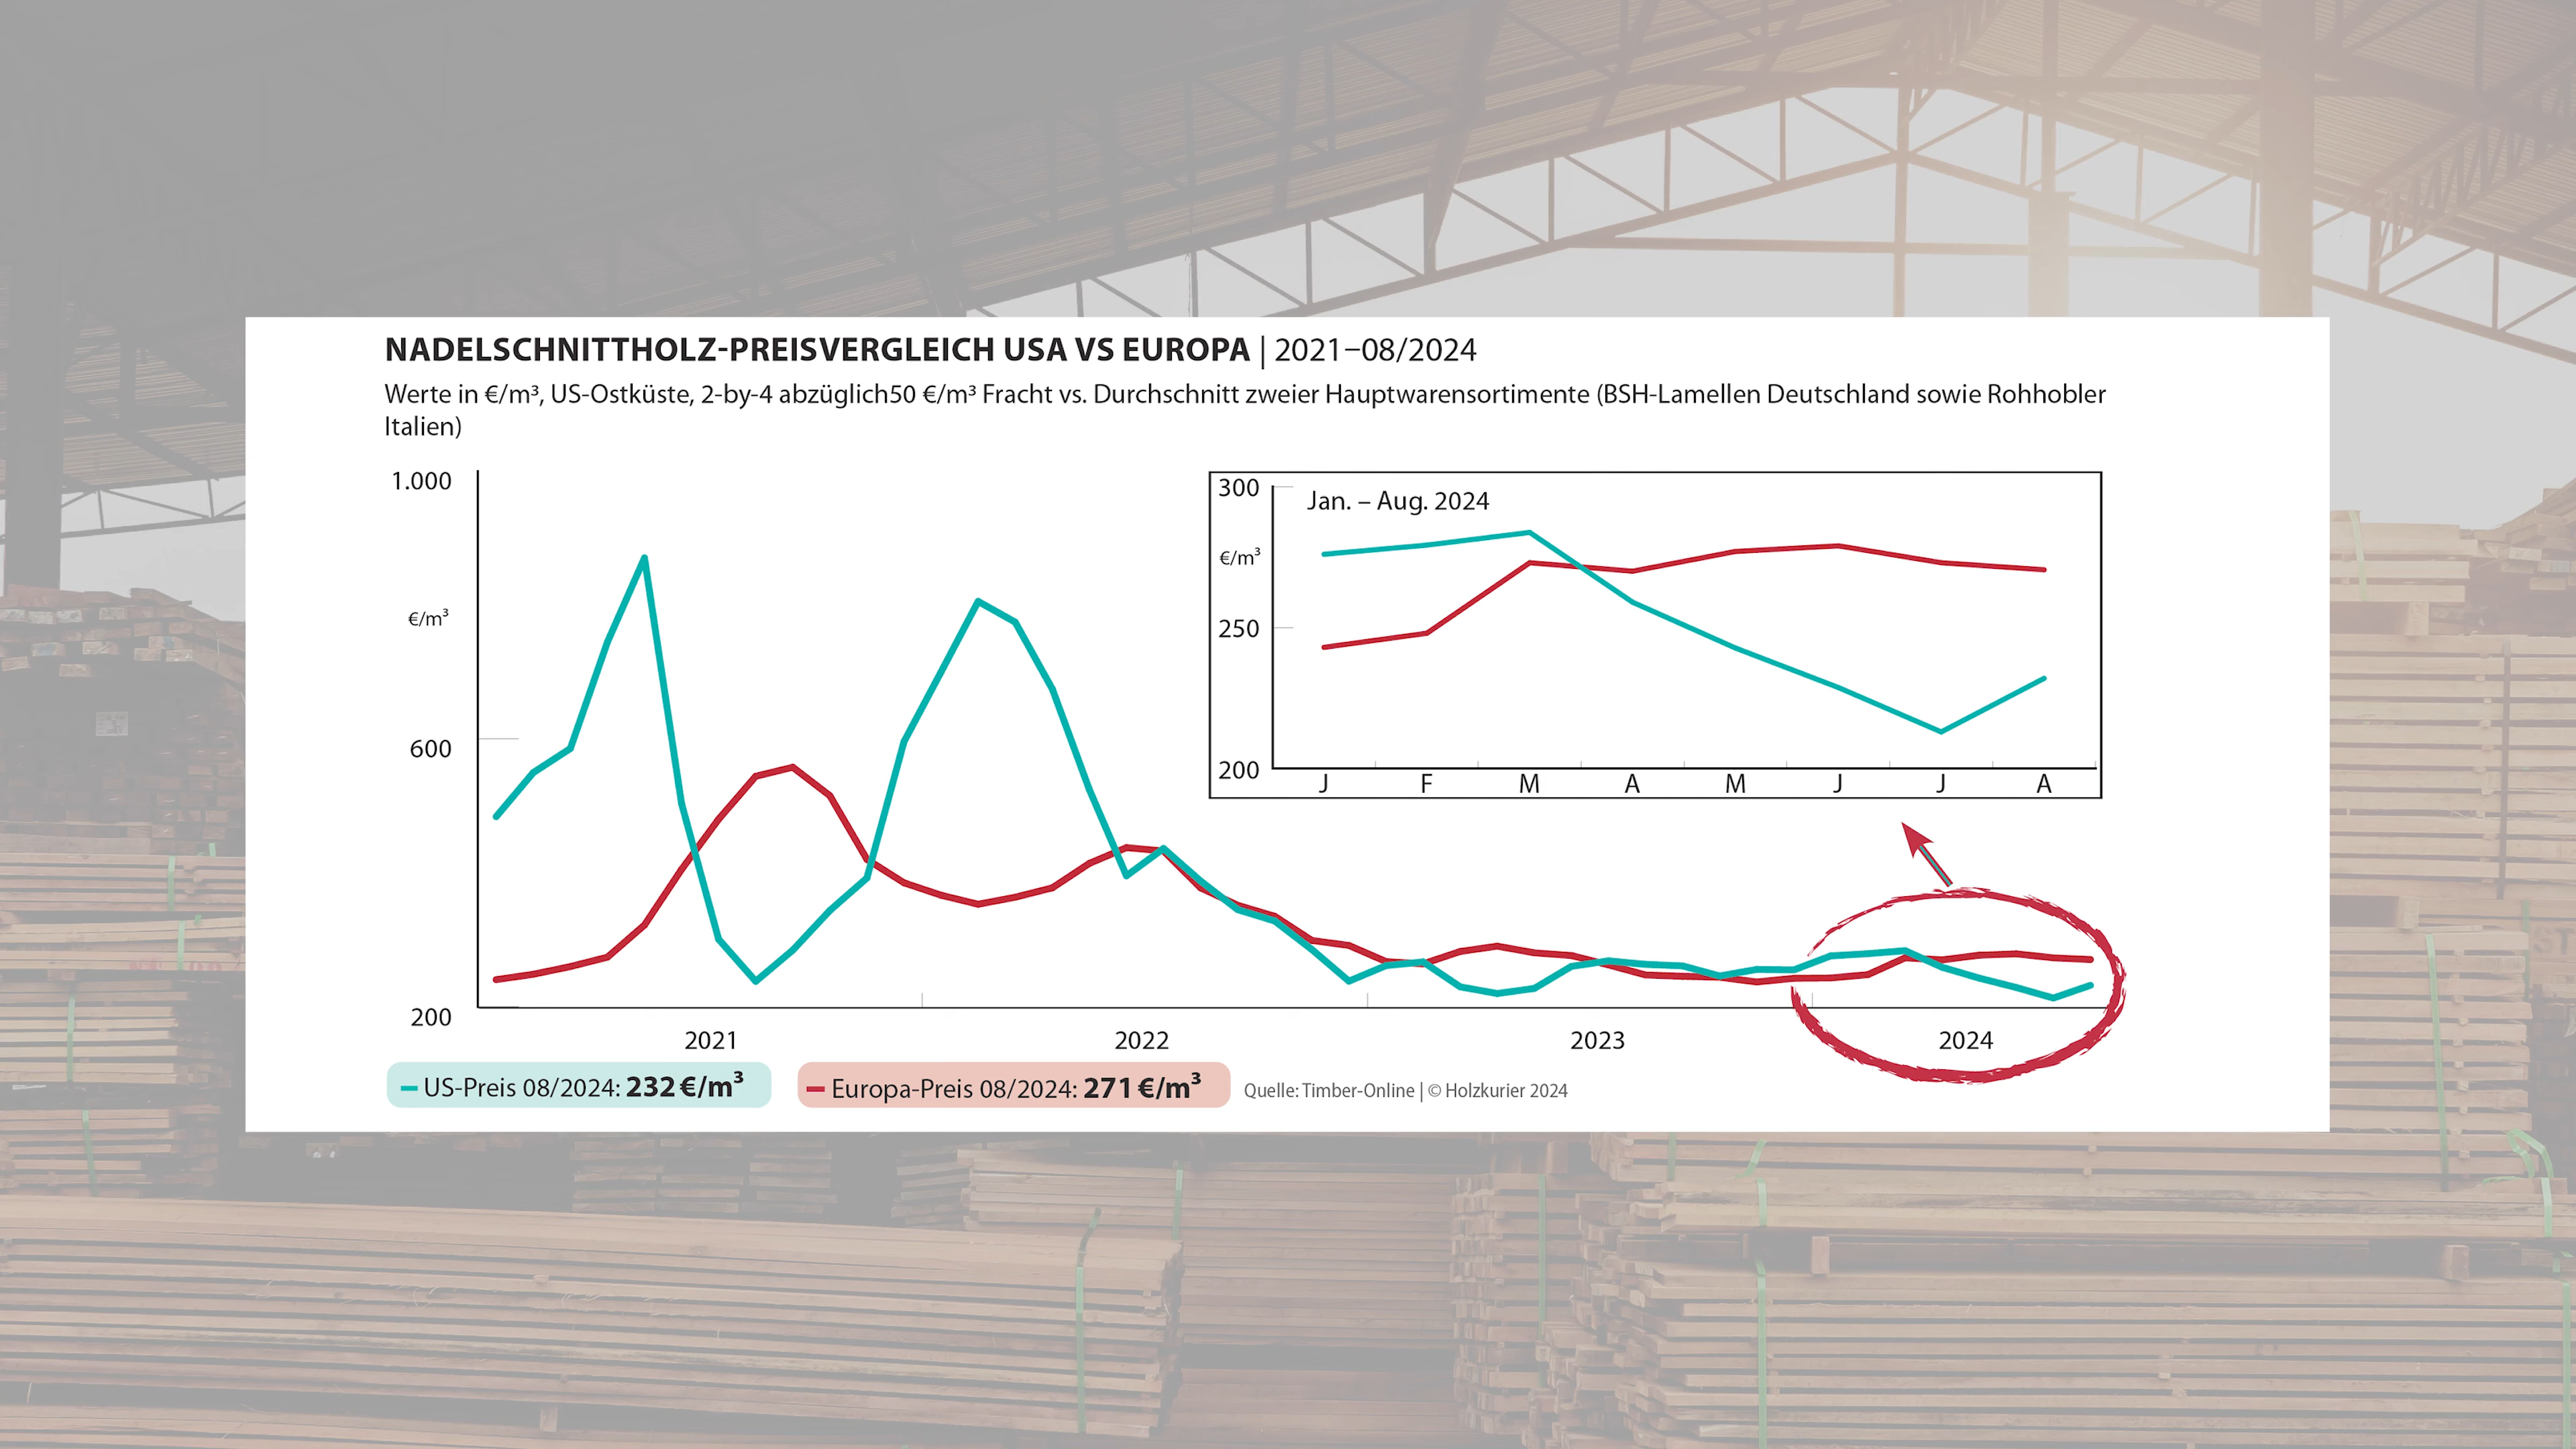 NADELSCHNITTHOLZ-PREISVERGLEICH USA VS EUROPA | 2021–08/2024
Werte in €/m³, US-Ostküste, 2-by-4 abzüglich50 €/m³ Fracht vs. Durchschnitt zweier Hauptwarensortimente (BSH-Lamellen Deutschland sowie Rohhobler
Italien)
1.000
€/m³
600
200
2021
2022
2023
2024
300
Jan. – Aug. 2024
€/m³
250
200
J F M A M J J A
US-Preis 08/2024: 232 €/m³
Europa-Preis 08/2024: 271 €/m³
Quelle: Timber-Online | © Holzkurier 2024